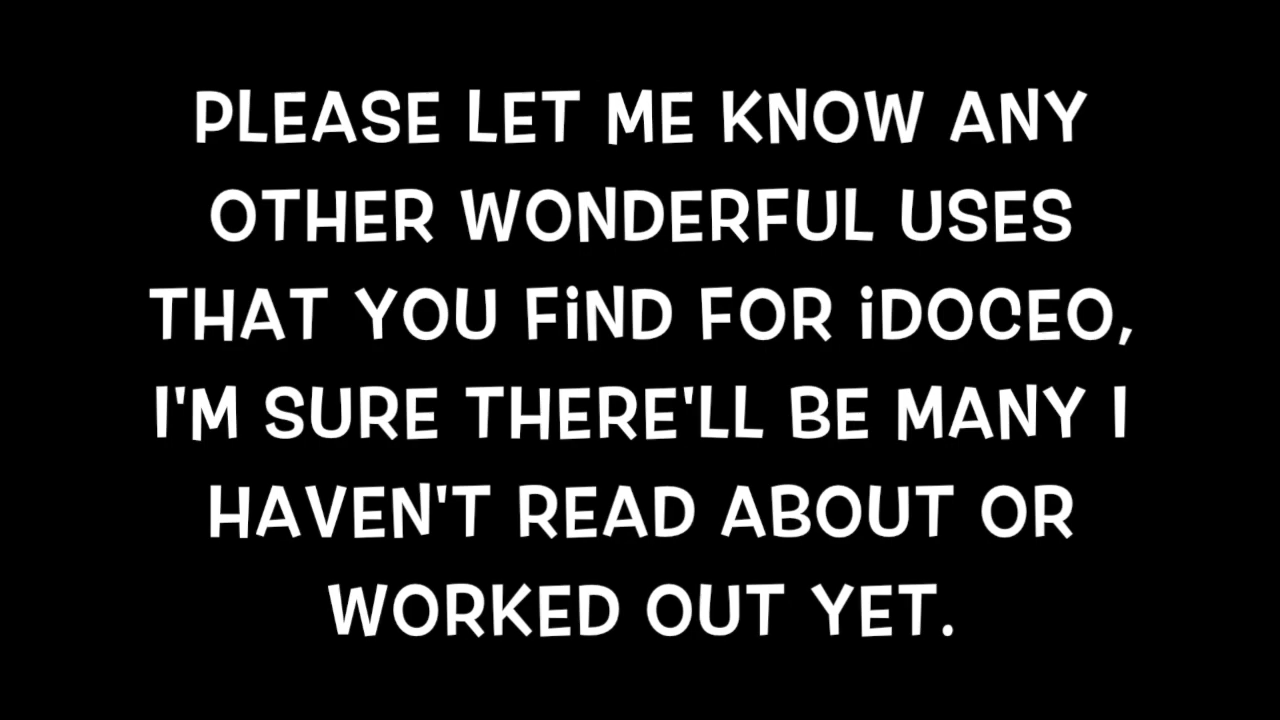 PLEASE LET ME KNOW ANY
OTHER WONDERFUL USES
THAT YOU FiND FOR iDOCEO,
I'M SURE THERE'LL BE MANY I
HAVEN'T READ ABOUT OR
WORKED OUT YET.